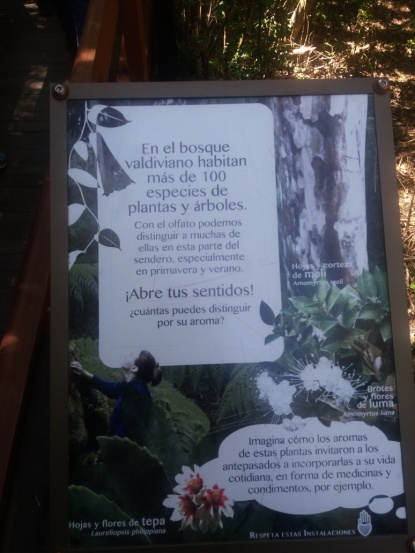 En el bosque
valdiviano habitan
más de 100
especies de
plantas y árboles.
Con el olfato podemos
distinguir a muchas de
ellas en esta parte del
sendero, especialmente
en primavera y verano.
¡Abre tus sentidos!
¿cuántas puedes distinguir
por su aroma?
Hojas y corteza
de meli
Amomyrtus meli
Brotes
y flores
de luma
Amomyrtus luma
Imagina cómo los aromas
de estas plantas invitaron a los
antepasados a incorporarlas a su vida
cotidiana, en forma de medicinas y
condimentos, por ejemplo.
Hojas y flores de tepa
Laureliopsis philippiana
Respeta estas Instalaciones